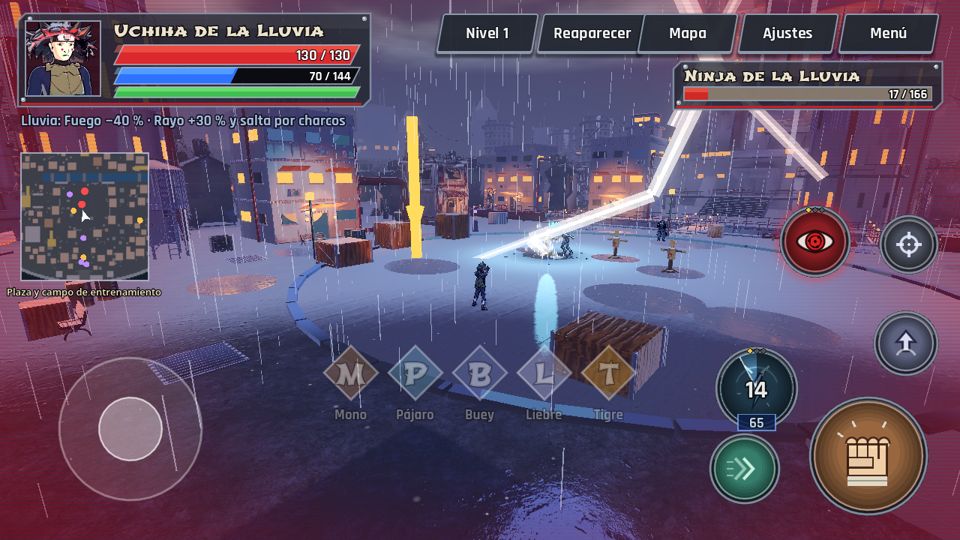 Uchiha de la Lluvia
130 / 130
70 / 144
Lluvia: Fuego −40 % · Rayo +30 % y salta por charcos
Nivel 1
Reaparecer
Mapa
Ajustes
Menú
Ninja de la Lluvia
17 / 166
Plaza y campo de entrenamiento
M
P
B
L
T
Mono
Pájaro
Buey
Liebre
Tigre
14
65